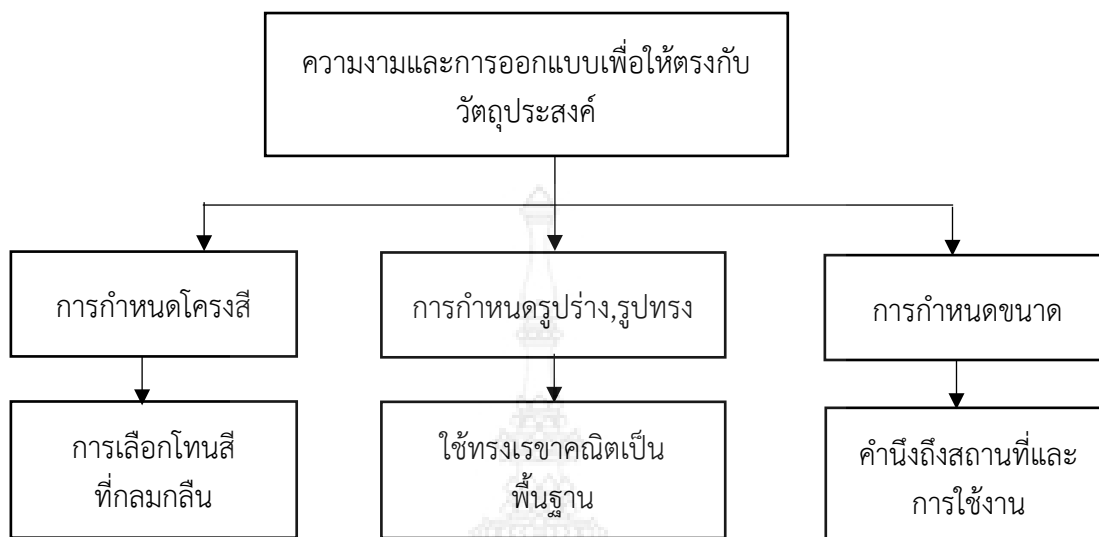 ความงามและการออกแบบเพื่อให้ตรงกับ
วัตถุประสงค์
การกำหนดโครงสี
การกำหนดรูปร่าง,รูปทรง
การกำหนดขนาด
การเลือกโทนสี
ที่กลมกลืน
ใช้ทรงเรขาคณิตเป็น
พื้นฐาน
คำนึงถึงสถานที่และ
การใช้งาน